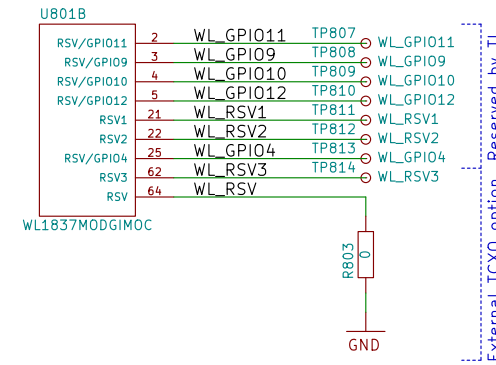 U801B
RSV/GPIO11 2 WL_GPIO11 TP807 WL_GPIO11
RSV/GPIO9 3 WL_GPIO9 TP808 WL_GPIO9
RSV/GPIO10 4 WL_GPIO10 TP809 WL_GPIO10
RSV/GPIO12 5 WL_GPIO12 TP810 WL_GPIO12
RSV1 21 WL_RSV1 TP811 WL_RSV1
RSV2 22 WL_RSV2 TP812 WL_RSV2
RSV/GPIO4 25 WL_GPIO4 TP813 WL_GPIO4
RSV3 62 WL_RSV3 TP814 WL_RSV3
RSV 64 WL_RSV
WL1837MODGIMOC
R803 0
GND
Reserved by TI
External TCXO option